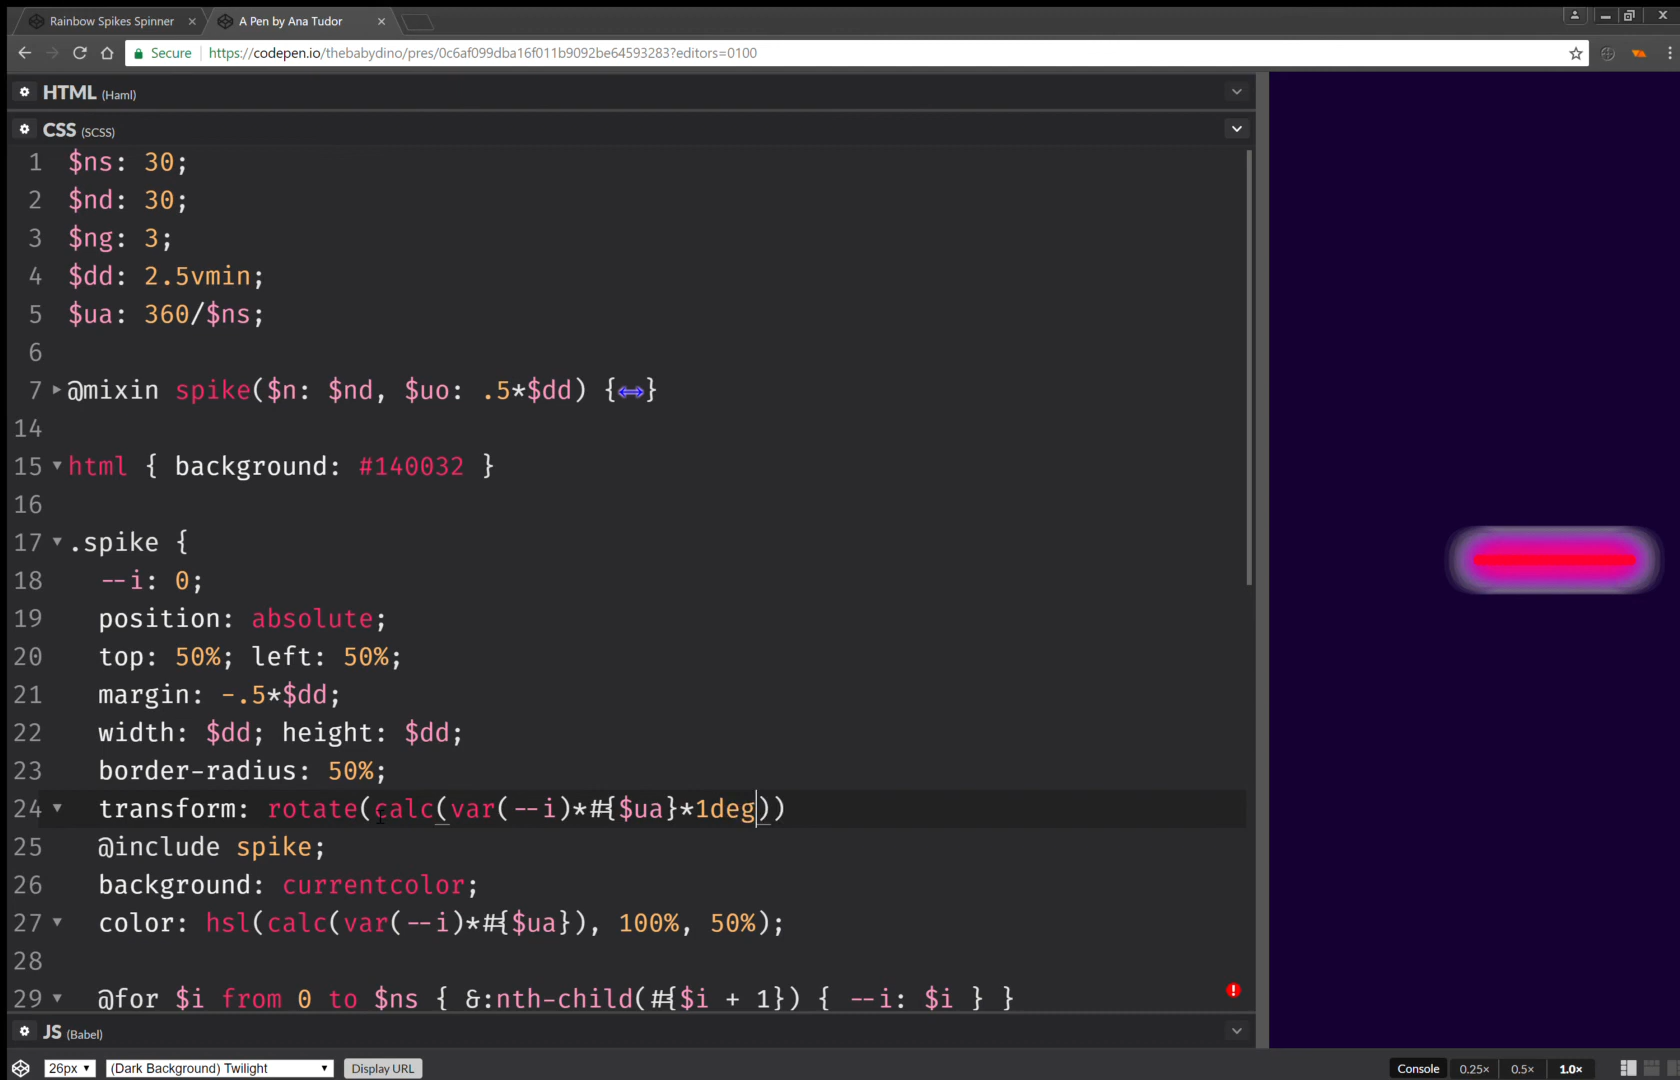 Rainbow Spikes Spinner
A Pen by Ana Tudor
Secure
https://codepen.io/thebabydino/pres/0c6af099dba16f011b9092be64593283?editors=0100
HTML (Haml)
CSS (SCSS)
1 $ns: 30;
2 $nd: 30;
3 $ng: 3;
4 $dd: 2.5vmin;
5 $ua: 360/$ns;
6
7 @mixin spike($n: $nd, $uo: .5*$dd) {↔}
14
15 html { background: #140032 }
16
17 .spike {
18 --i: 0;
19 position: absolute;
20 top: 50%; left: 50%;
21 margin: -.5*$dd;
22 width: $dd; height: $dd;
23 border-radius: 50%;
24 transform: rotate(calc(var(--i)*#{$ua}*1deg))
25 @include spike;
26 background: currentcolor;
27 color: hsl(calc(var(--i)*#{$ua}), 100%, 50%);
28
29 @for $i from 0 to $ns { &:nth-child(#{$i + 1}) { --i: $i } }
JS (Babel)
26px
(Dark Background) Twilight
Display URL
Console
0.25×
0.5×
1.0×